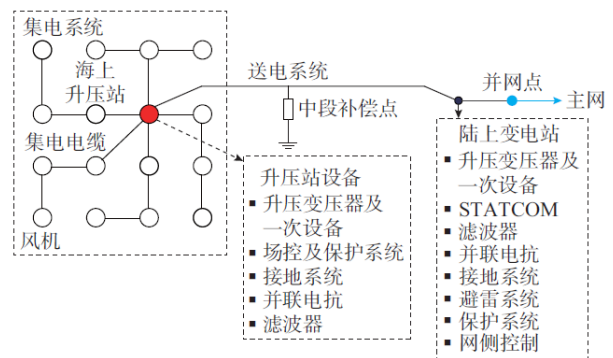 集电系统
海上
升压站
集电电缆
风机
送电系统
中段补偿点
并网点
主网
升压站设备
▪ 升压变压器及
一次设备
▪ 场控及保护系统
▪ 接地系统
▪ 并联电抗
▪ 滤波器
陆上变电站
▪ 升压变压器及
一次设备
▪ STATCOM
▪ 滤波器
▪ 并联电抗
▪ 接地系统
▪ 避雷系统
▪ 保护系统
▪ 网侧控制